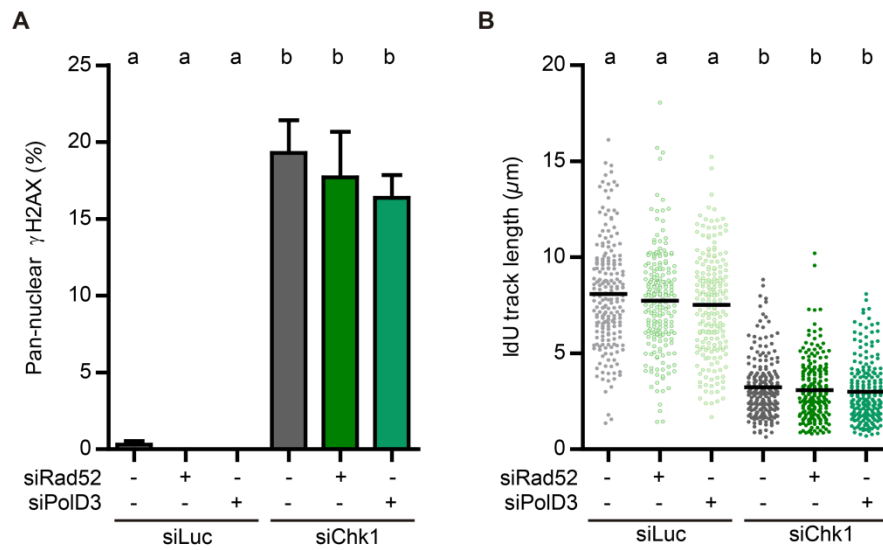 A
B
a a a b b b
a a a b b b
Pan-nuclear γ H2AX (%)
25
20
15
10
5
0
IdU track length (µm)
20
15
10
5
0
siRad52 - + - - + -
siPolD3 - - + - - +
siLuc siChk1
siRad52 - + - - + -
siPolD3 - - + - - +
siLuc siChk1